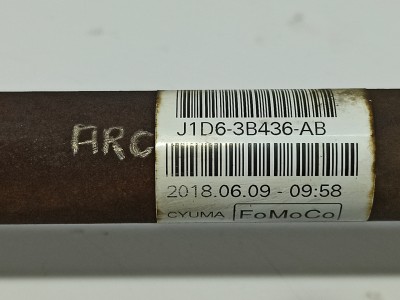 ARC
J1D6-3B436-AB
2018.06.09 - 09:58
CYUMA FoMoCo